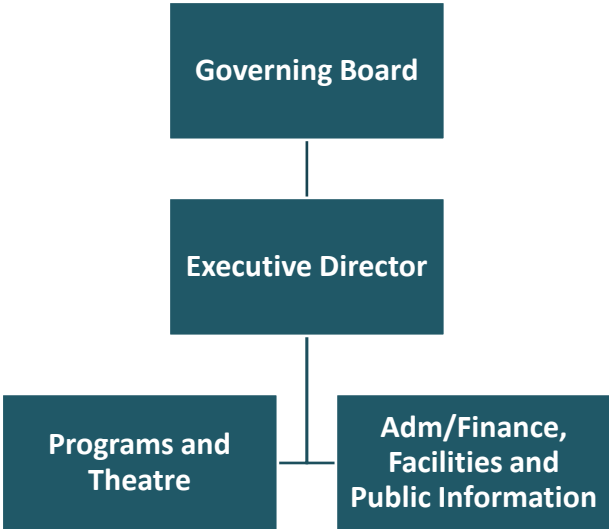 Governing Board
Executive Director
Programs and
Theatre
Adm/Finance,
Facilities and
Public Information